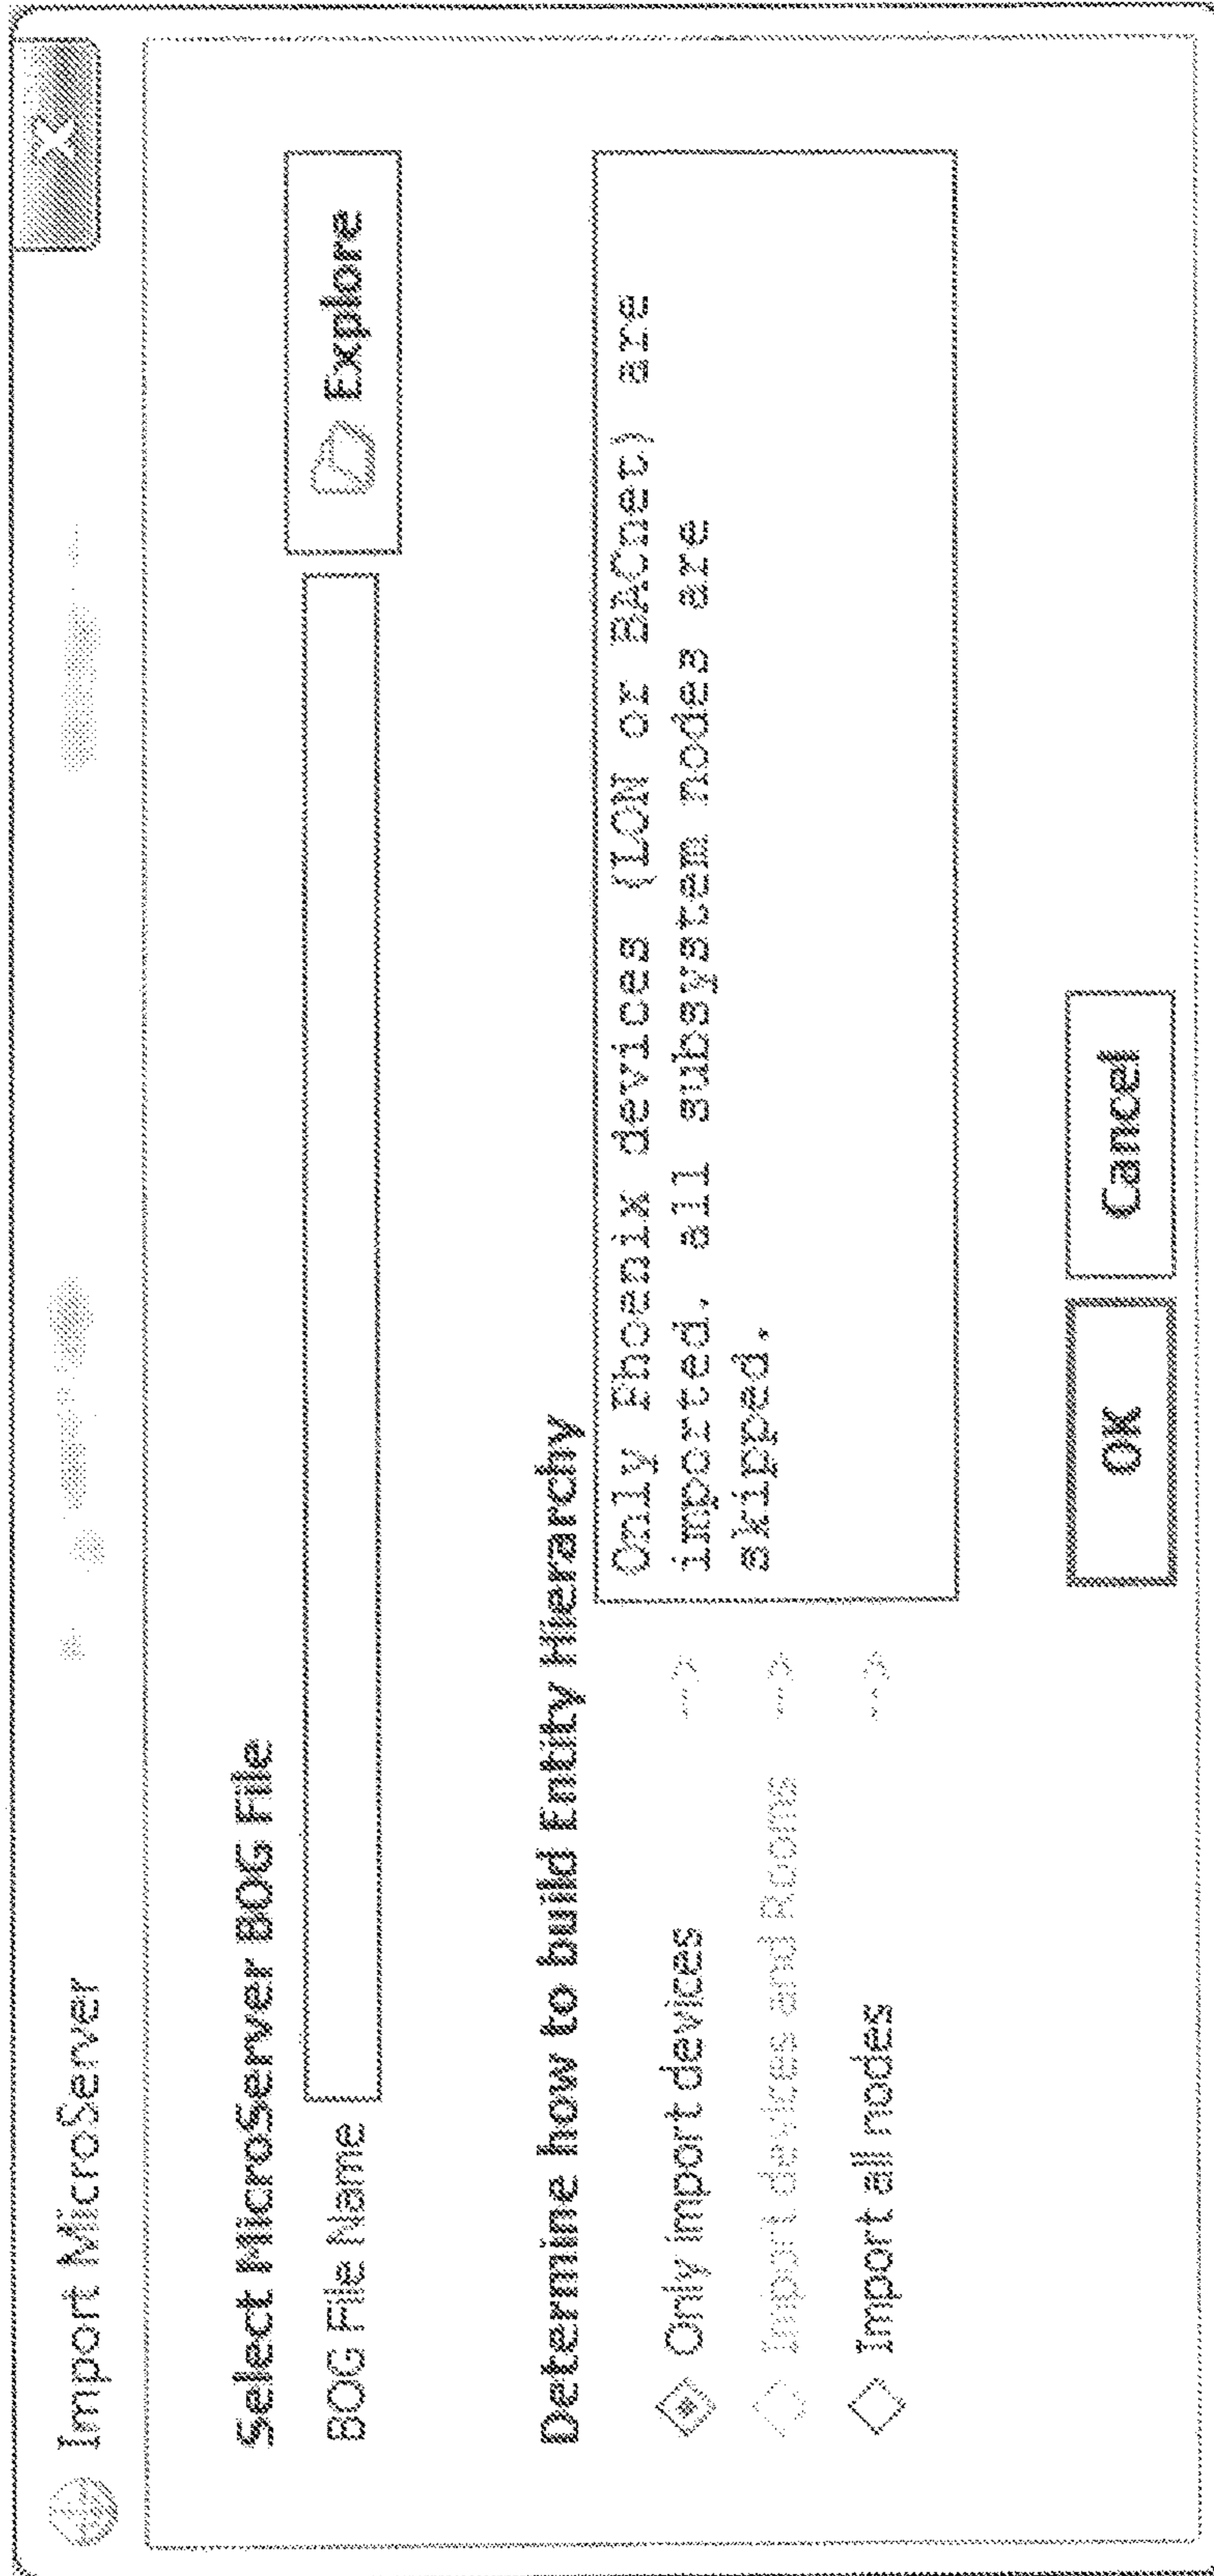 Import MicroServer
X
Select MicroServer BOG File
BOG File Name
Explore
Determine how to build Entity Hierarchy
Only import devices
Import devices and Rooms
Import all nodes
Only Phoenix devices (LON or BACnet) are
imported. all subsystem nodes are
skipped.
OK
Cancel